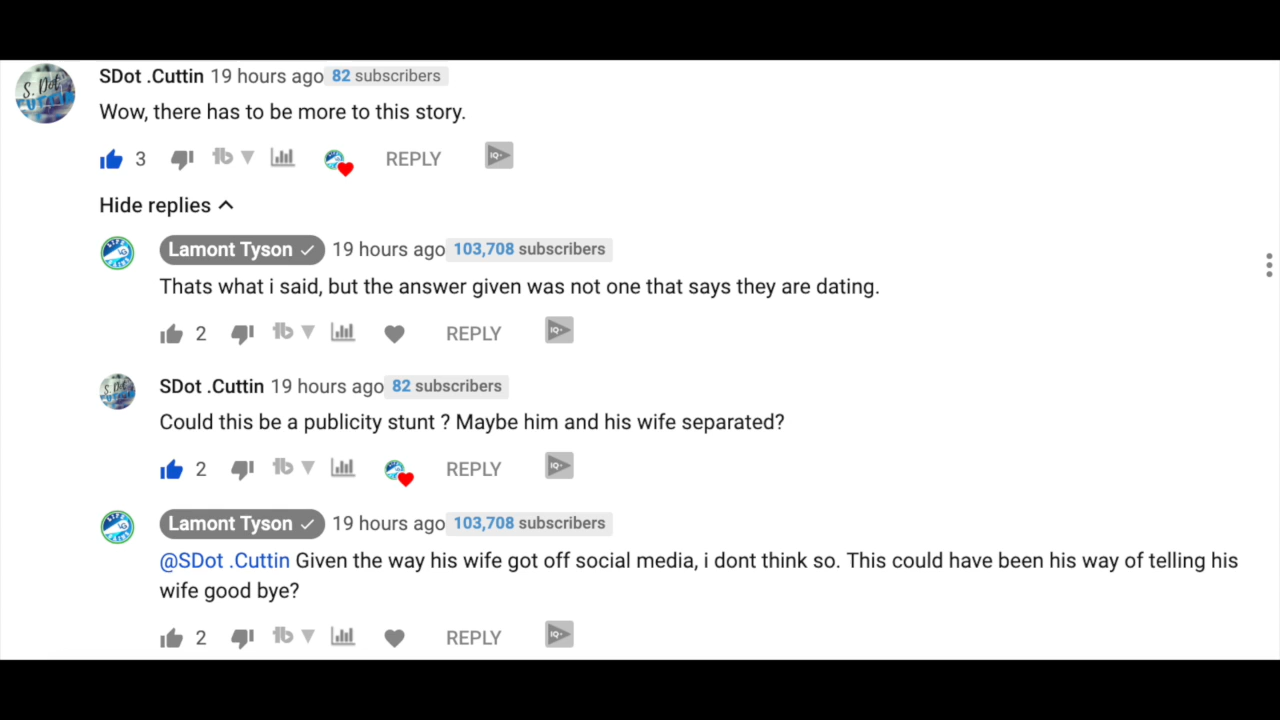 SDot .Cuttin 19 hours ago 82 subscribers
Wow, there has to be more to this story.
3 REPLY IQ+
Hide replies
Lamont Tyson 19 hours ago 103,708 subscribers
Thats what i said, but the answer given was not one that says they are dating.
2 REPLY IQ+
SDot .Cuttin 19 hours ago 82 subscribers
Could this be a publicity stunt ? Maybe him and his wife separated?
2 REPLY IQ+
Lamont Tyson 19 hours ago 103,708 subscribers
@SDot .Cuttin Given the way his wife got off social media, i dont think so. This could have been his way of telling his
wife good bye?
2 REPLY IQ+